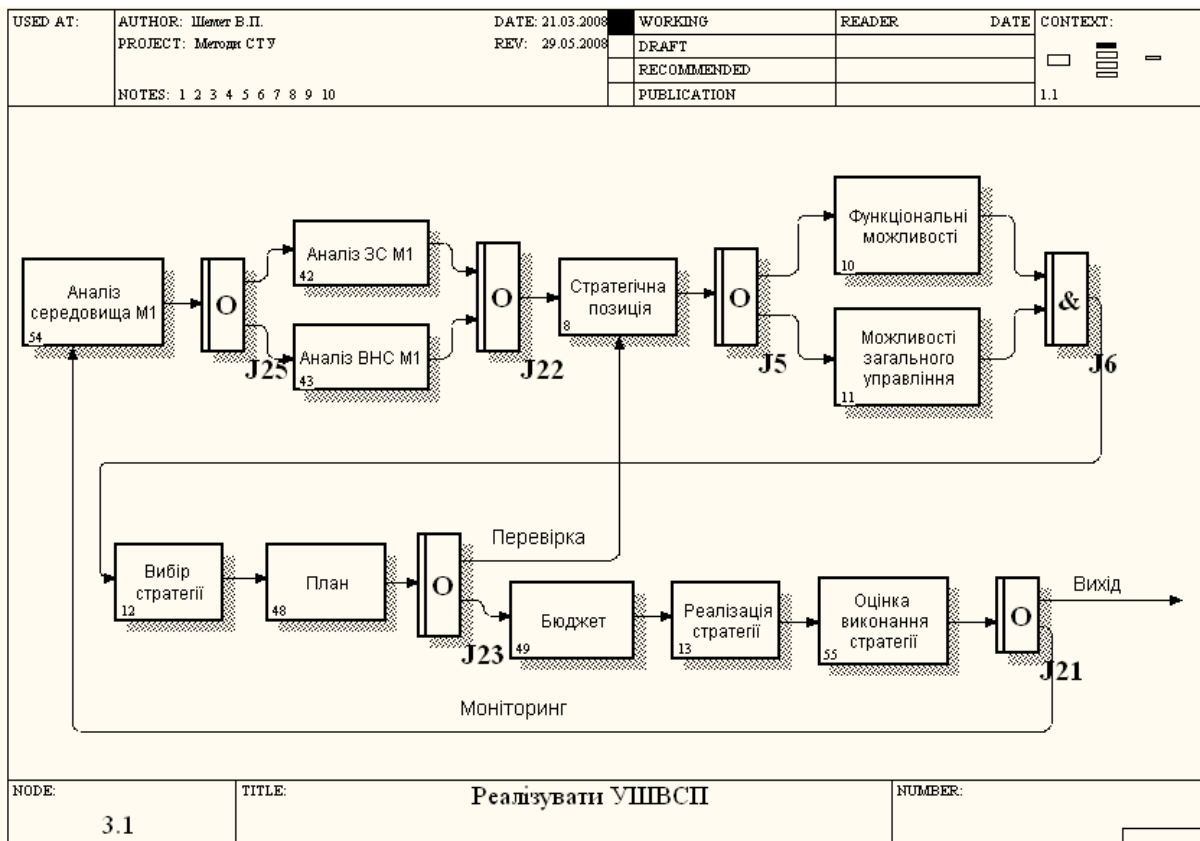 USED AT:
AUTHOR: Шемет В.П.
DATE: 21.03.2008
PROJECT: Методи СТУ
REV: 29.05.2008
NOTES: 1 2 3 4 5 6 7 8 9 10
WORKING
DRAFT
RECOMMENDED
PUBLICATION
READER DATE
CONTEXT:
1.1
Аналіз
середовища М1
54
O
J25
Аналіз ЗС М1
42
Аналіз ВНС М1
43
O
J22
Стратегічна
позиція
8
O
J5
Функціональні
можливості
10
Можливості
загального
управління
11
&
J6
Вибір
стратегії
12
План
48
O
J23
Перевірка
Бюджет
49
Реалізація
стратегії
13
Оцінка
виконання
стратегії
55
O
J21
Вихід
Моніторинг
NODE:
3.1
TITLE:
Реалізувати УШВСП
NUMBER: